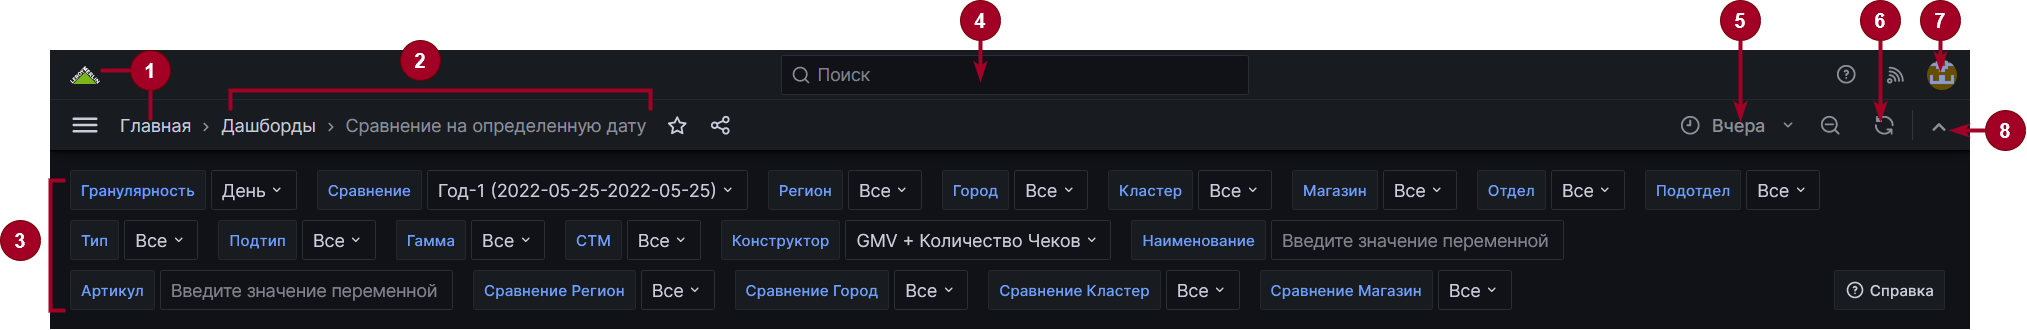 4 5 6 7
2
1 LEROY MERLIN Поиск
Главная › Дашборды › Сравнение на определенную дату Вчера 8
Гранулярность День Сравнение Год-1 (2022-05-25-2022-05-25) Регион Все Город Все Кластер Все Магазин Все Отдел Все Подотдел Все
3 Тип Все Подтип Все Гамма Все СТМ Все Конструктор GMV + Количество Чеков Наименование Введите значение переменной
Артикул Введите значение переменной Сравнение Регион Все Сравнение Город Все Сравнение Кластер Все Сравнение Магазин Все ? Справка